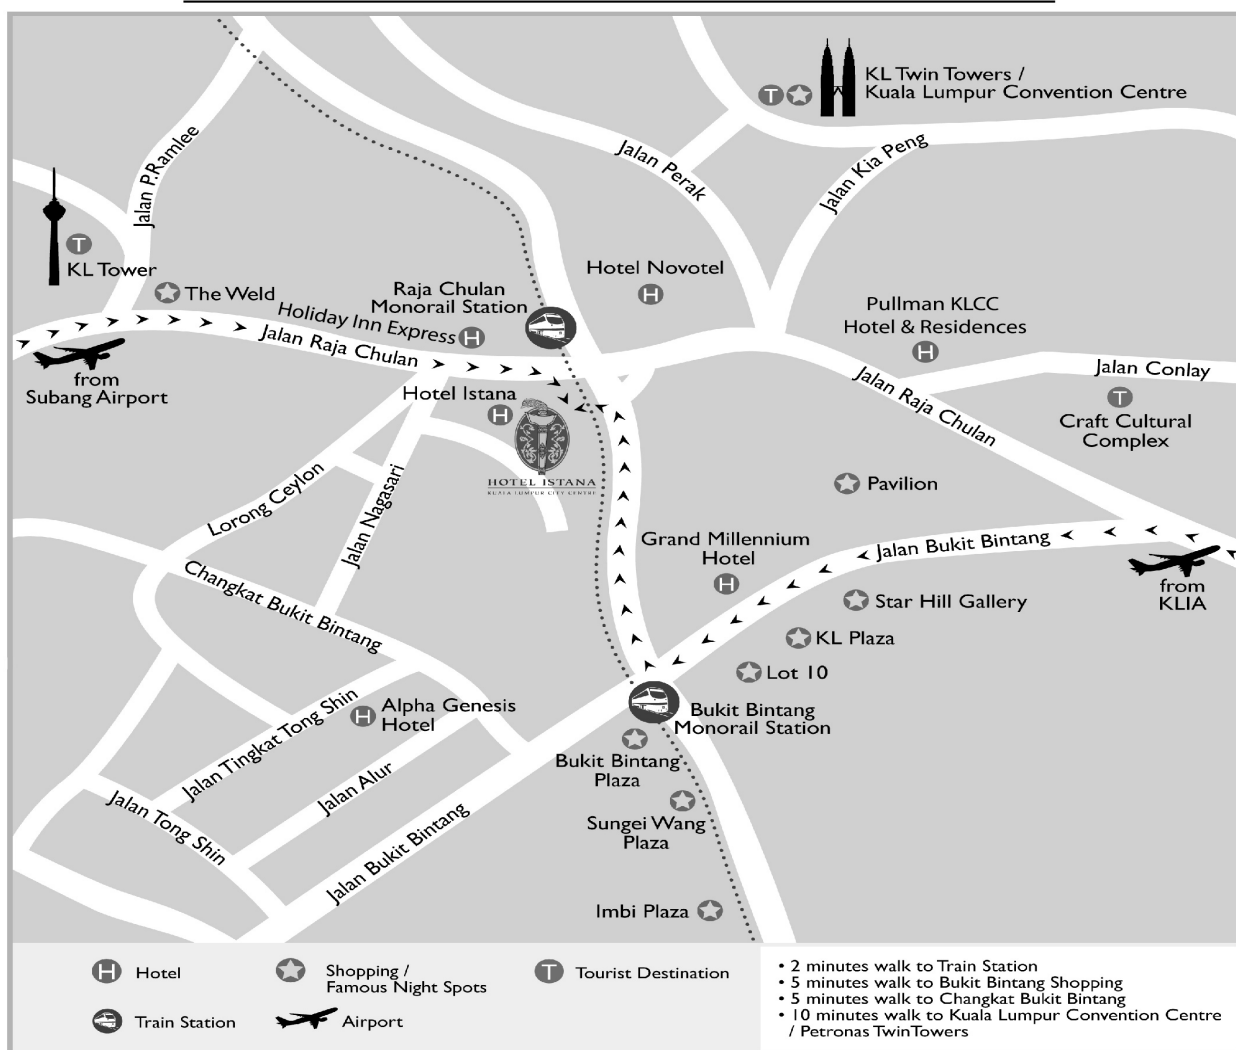 KL Twin Towers /
Kuala Lumpur Convention Centre
T
Jalan P.Ramlee
Jalan Perak
Jalan Kia Peng
T
KL Tower
The Weld
Raja Chulan
Monorail Station
Holiday Inn Express
H
Hotel Novotel
H
Pullman KLCC
Hotel & Residences
H
Jalan Raja Chulan
from
Subang Airport
Jalan Raja Chulan
Jalan Conlay
T
Craft Cultural
Complex
Hotel Istana
H
HOTEL ISTANA
KUALA LUMPUR CITY CENTRE
Lorong Ceylon
Jalan Nagasari
Pavilion
Grand Millennium
Hotel
H
Jalan Bukit Bintang
from
KLIA
Star Hill Gallery
KL Plaza
Lot 10
Changkat Bukit Bintang
Alpha Genesis
Hotel
H
Jalan Tingkat Tong Shin
Jalan Alur
Jalan Tong Shin
Jalan Bukit Bintang
Bukit Bintang
Monorail Station
Bukit Bintang
Plaza
Sungei Wang
Plaza
Imbi Plaza
H Hotel
Shopping /
Famous Night Spots
T Tourist Destination
Train Station
Airport
• 2 minutes walk to Train Station
• 5 minutes walk to Bukit Bintang Shopping
• 5 minutes walk to Changkat Bukit Bintang
• 10 minutes walk to Kuala Lumpur Convention Centre
/ Petronas TwinTowers